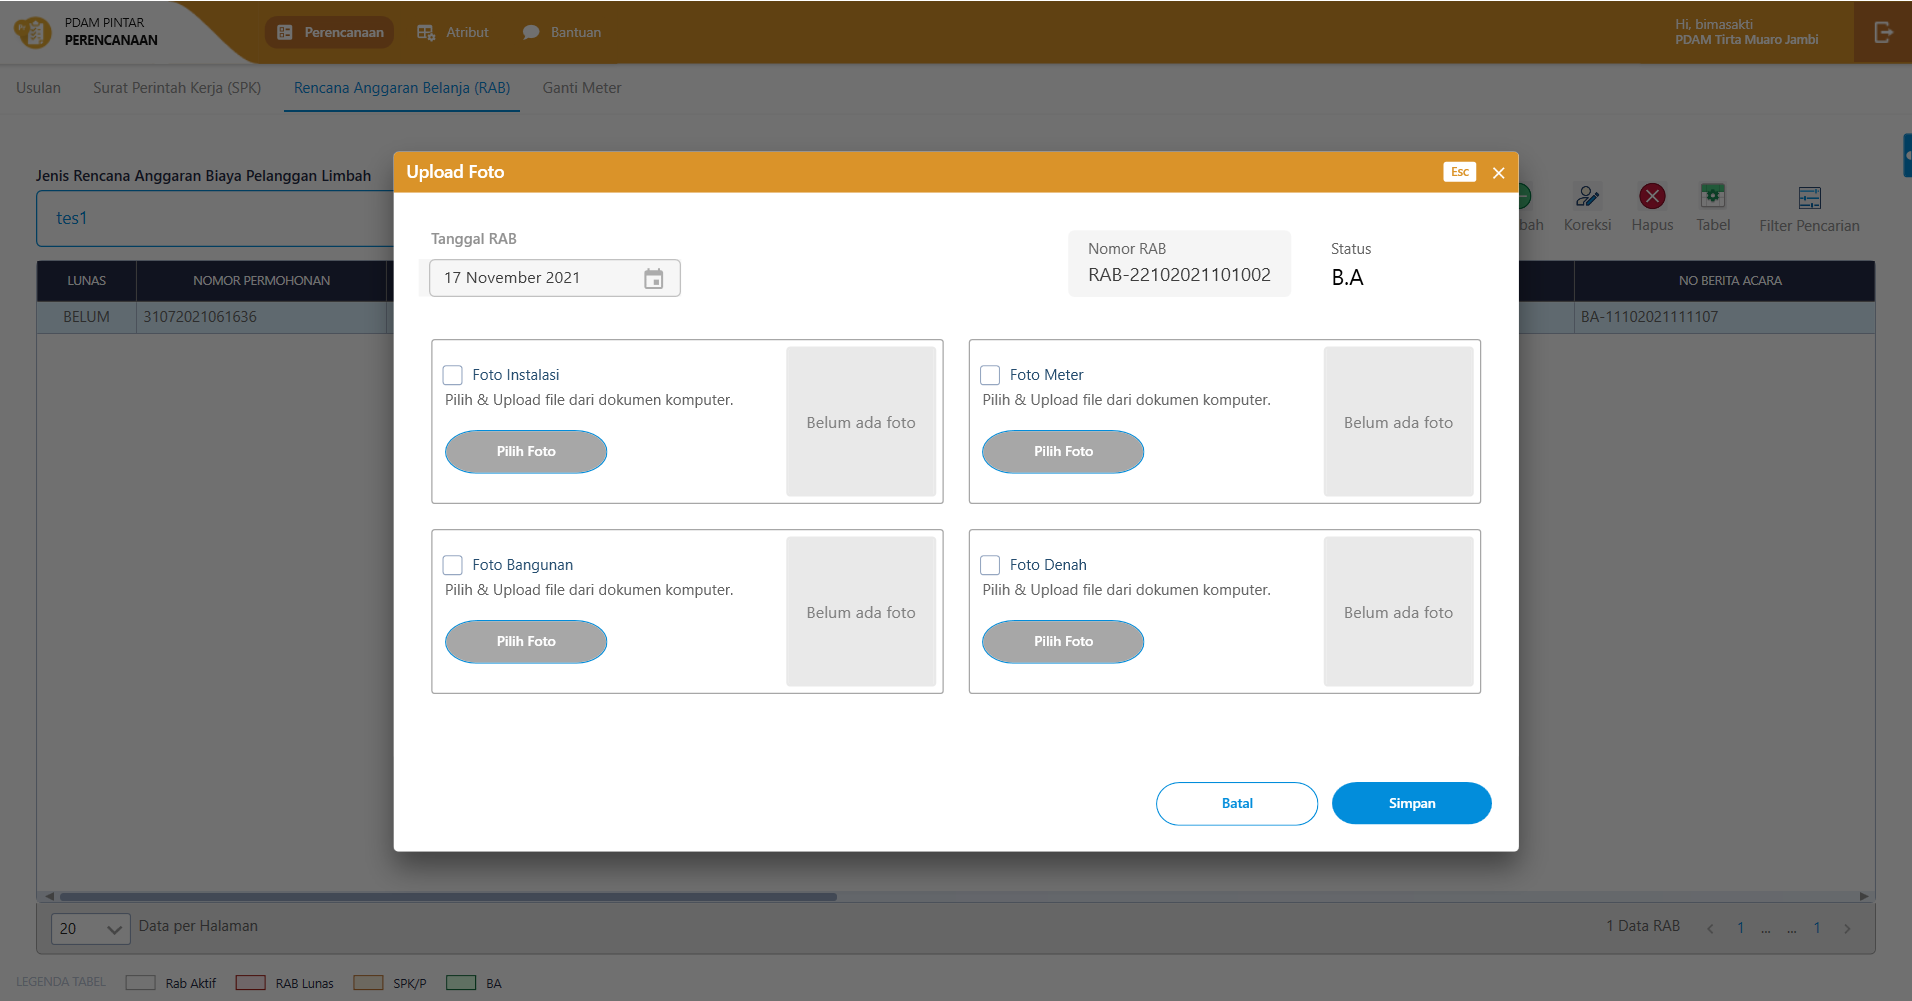 PDAM PINTAR
PERENCANAAN
Perencanaan
Atribut
Bantuan
Hi, bimasakti
PDAM Tirta Muaro Jambi
Usulan
Surat Perintah Kerja (SPK)
Rencana Anggaran Belanja (RAB)
Ganti Meter
Jenis Rencana Anggaran Biaya Pelanggan Limbah
tes1
bah
Koreksi
Hapus
Tabel
Filter Pencarian
LUNAS
NOMOR PERMOHONAN
NO BERITA ACARA
BELUM
31072021061636
BA-11102021111107
Upload Foto
Esc
Tanggal RAB
17 November 2021
Nomor RAB
RAB-22102021101002
Status
B.A
Foto Instalasi
Pilih & Upload file dari dokumen komputer.
Pilih Foto
Belum ada foto
Foto Meter
Pilih & Upload file dari dokumen komputer.
Pilih Foto
Belum ada foto
Foto Bangunan
Pilih & Upload file dari dokumen komputer.
Pilih Foto
Belum ada foto
Foto Denah
Pilih & Upload file dari dokumen komputer.
Pilih Foto
Belum ada foto
Batal
Simpan
20
Data per Halaman
1 Data RAB
1 ... ... 1
LEGENDA TABEL
Rab Aktif
RAB Lunas
SPK/P
BA